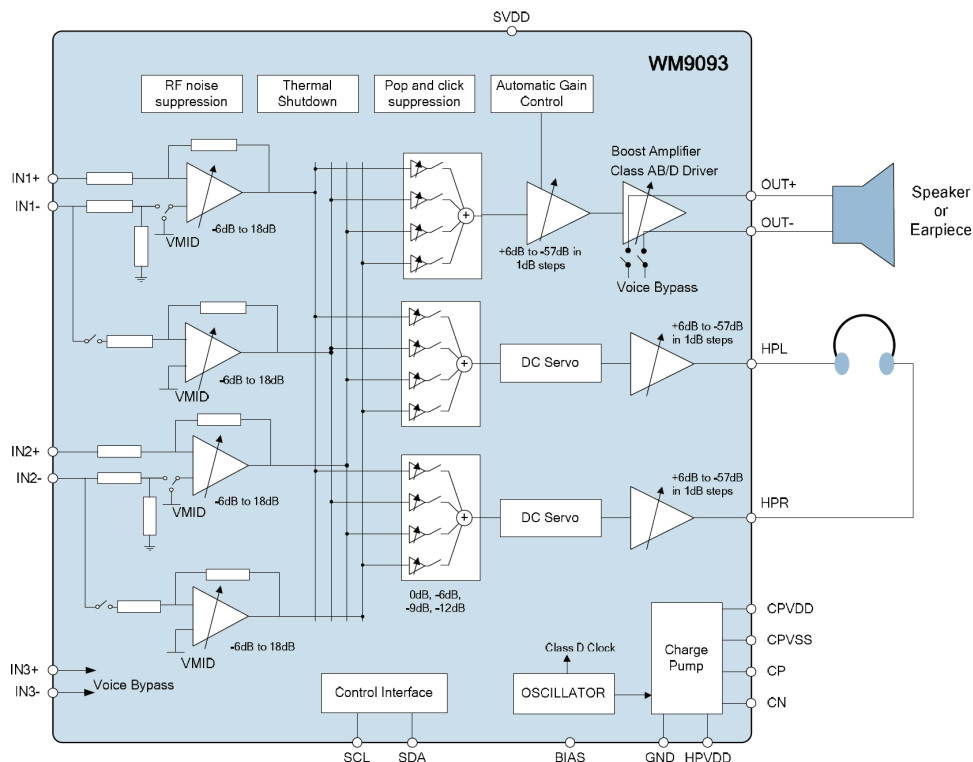 SVDD
WM9093
RF noise
suppression
Thermal
Shutdown
Pop and click
suppression
Automatic Gain
Control
Boost Amplifier
Class AB/D Driver
IN1+
IN1-
VMID
-6dB to 18dB
+6dB to -57dB in
1dB steps
Voice Bypass
OUT+
OUT-
Speaker
or
Earpiece
VMID
-6dB to 18dB
DC Servo
+6dB to -57dB
in 1dB steps
HPL
IN2+
IN2-
VMID
-6dB to 18dB
DC Servo
+6dB to -57dB
in 1dB steps
HPR
VMID
-6dB to 18dB
0dB, -6dB,
-9dB, -12dB
IN3+
IN3-
Voice Bypass
Control Interface
Class D Clock
OSCILLATOR
Charge
Pump
CPVDD
CPVSS
CP
CN
SCL
SDA
BIAS
GND
HPVDD